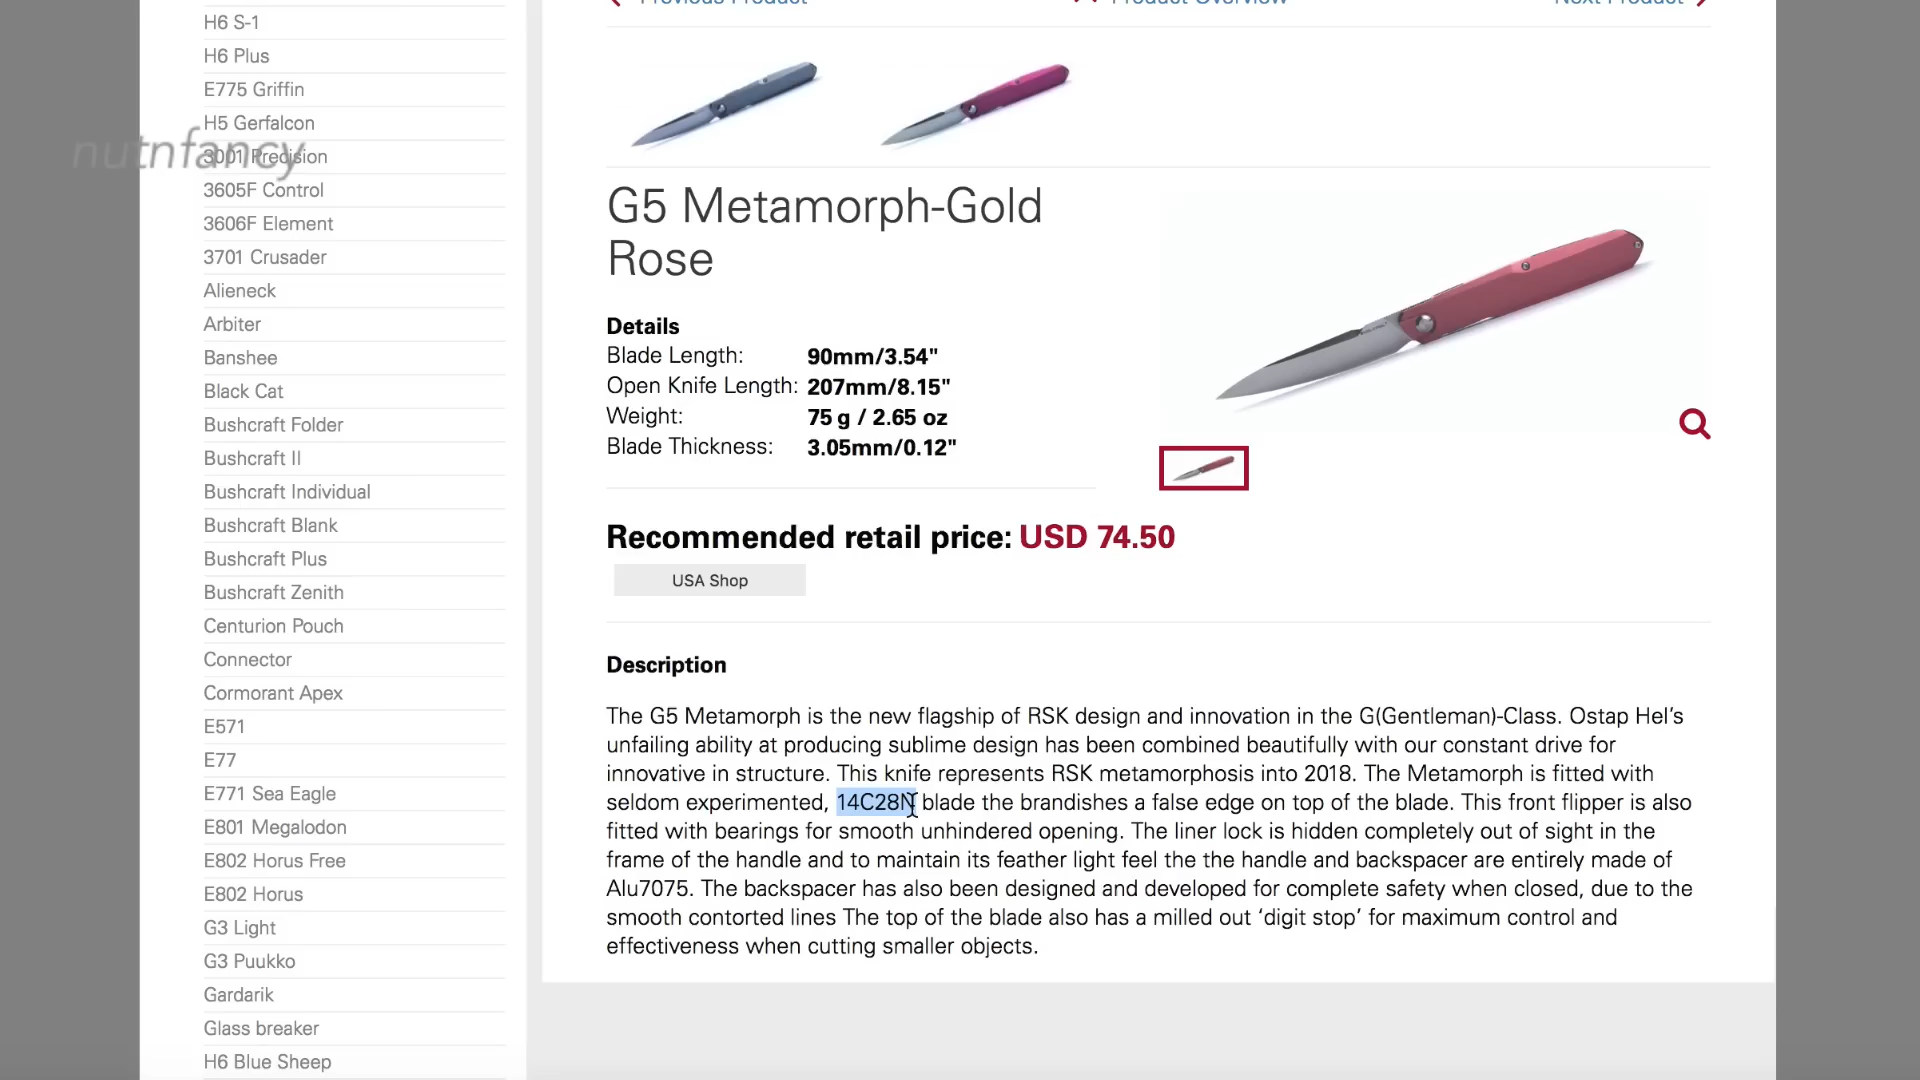 Previous Product
Product Overview
Next Product
H6 S-1
H6 Plus
E775 Griffin
H5 Gerfalcon
nutnfancy
3001 Precision
3605F Control
3606F Element
3701 Crusader
Alieneck
Arbiter
Banshee
Black Cat
Bushcraft Folder
Bushcraft II
Bushcraft Individual
Bushcraft Blank
Bushcraft Plus
Bushcraft Zenith
Centurion Pouch
Connector
Cormorant Apex
E571
E77
E771 Sea Eagle
E801 Megalodon
E802 Horus Free
E802 Horus
G3 Light
G3 Puukko
Gardarik
Glass breaker
H6 Blue Sheep
G5 Metamorph-Gold
Rose
Details
Blade Length: 90mm/3.54"
Open Knife Length: 207mm/8.15"
Weight: 75 g / 2.65 oz
Blade Thickness: 3.05mm/0.12"
Recommended retail price: USD 74.50
USA Shop
Description
The G5 Metamorph is the new flagship of RSK design and innovation in the G(Gentleman)-Class. Ostap Hel’s
unfailing ability at producing sublime design has been combined beautifully with our constant drive for
innovative in structure. This knife represents RSK metamorphosis into 2018. The Metamorph is fitted with
seldom experimented, 14C28N blade the brandishes a false edge on top of the blade. This front flipper is also
fitted with bearings for smooth unhindered opening. The liner lock is hidden completely out of sight in the
frame of the handle and to maintain its feather light feel the the handle and backspacer are entirely made of
Alu7075. The backspacer has also been designed and developed for complete safety when closed, due to the
smooth contorted lines The top of the blade also has a milled out ‘digit stop’ for maximum control and
effectiveness when cutting smaller objects.